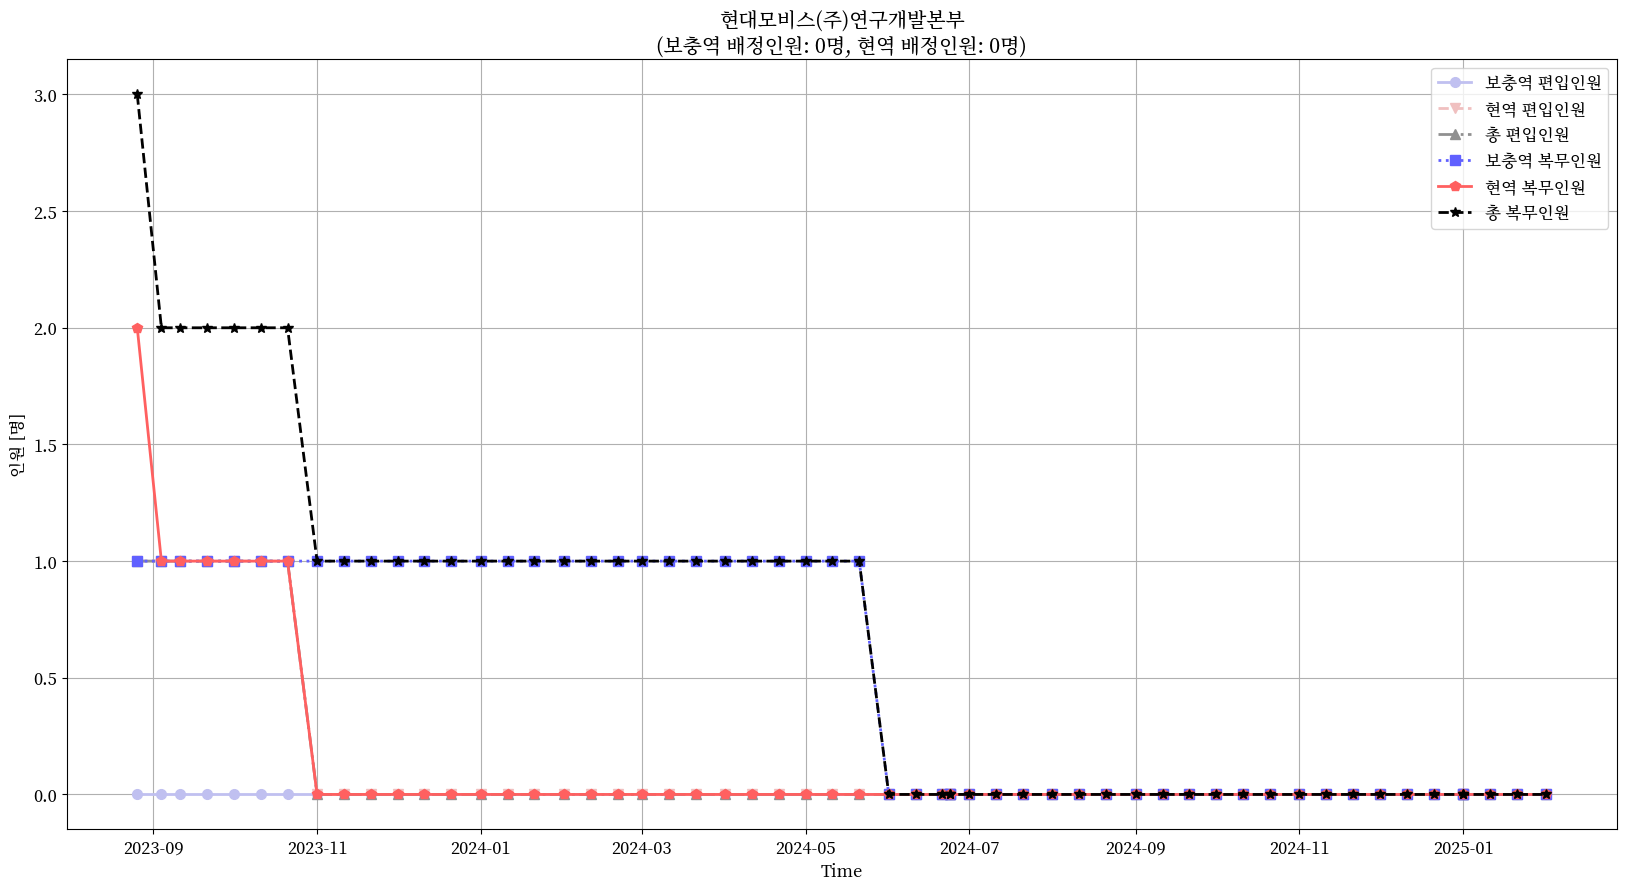 현대모비스(주)연구개발본부
(보충역 배정인원: 0명, 현역 배정인원: 0명)
보충역 편입인원
현역 편입인원
총 편입인원
보충역 복무인원
현역 복무인원
총 복무인원
인원 [명]
3.0
2.5
2.0
1.5
1.0
0.5
0.0
2023-09 2023-11 2024-01 2024-03 2024-05 2024-07 2024-09 2024-11 2025-01
Time